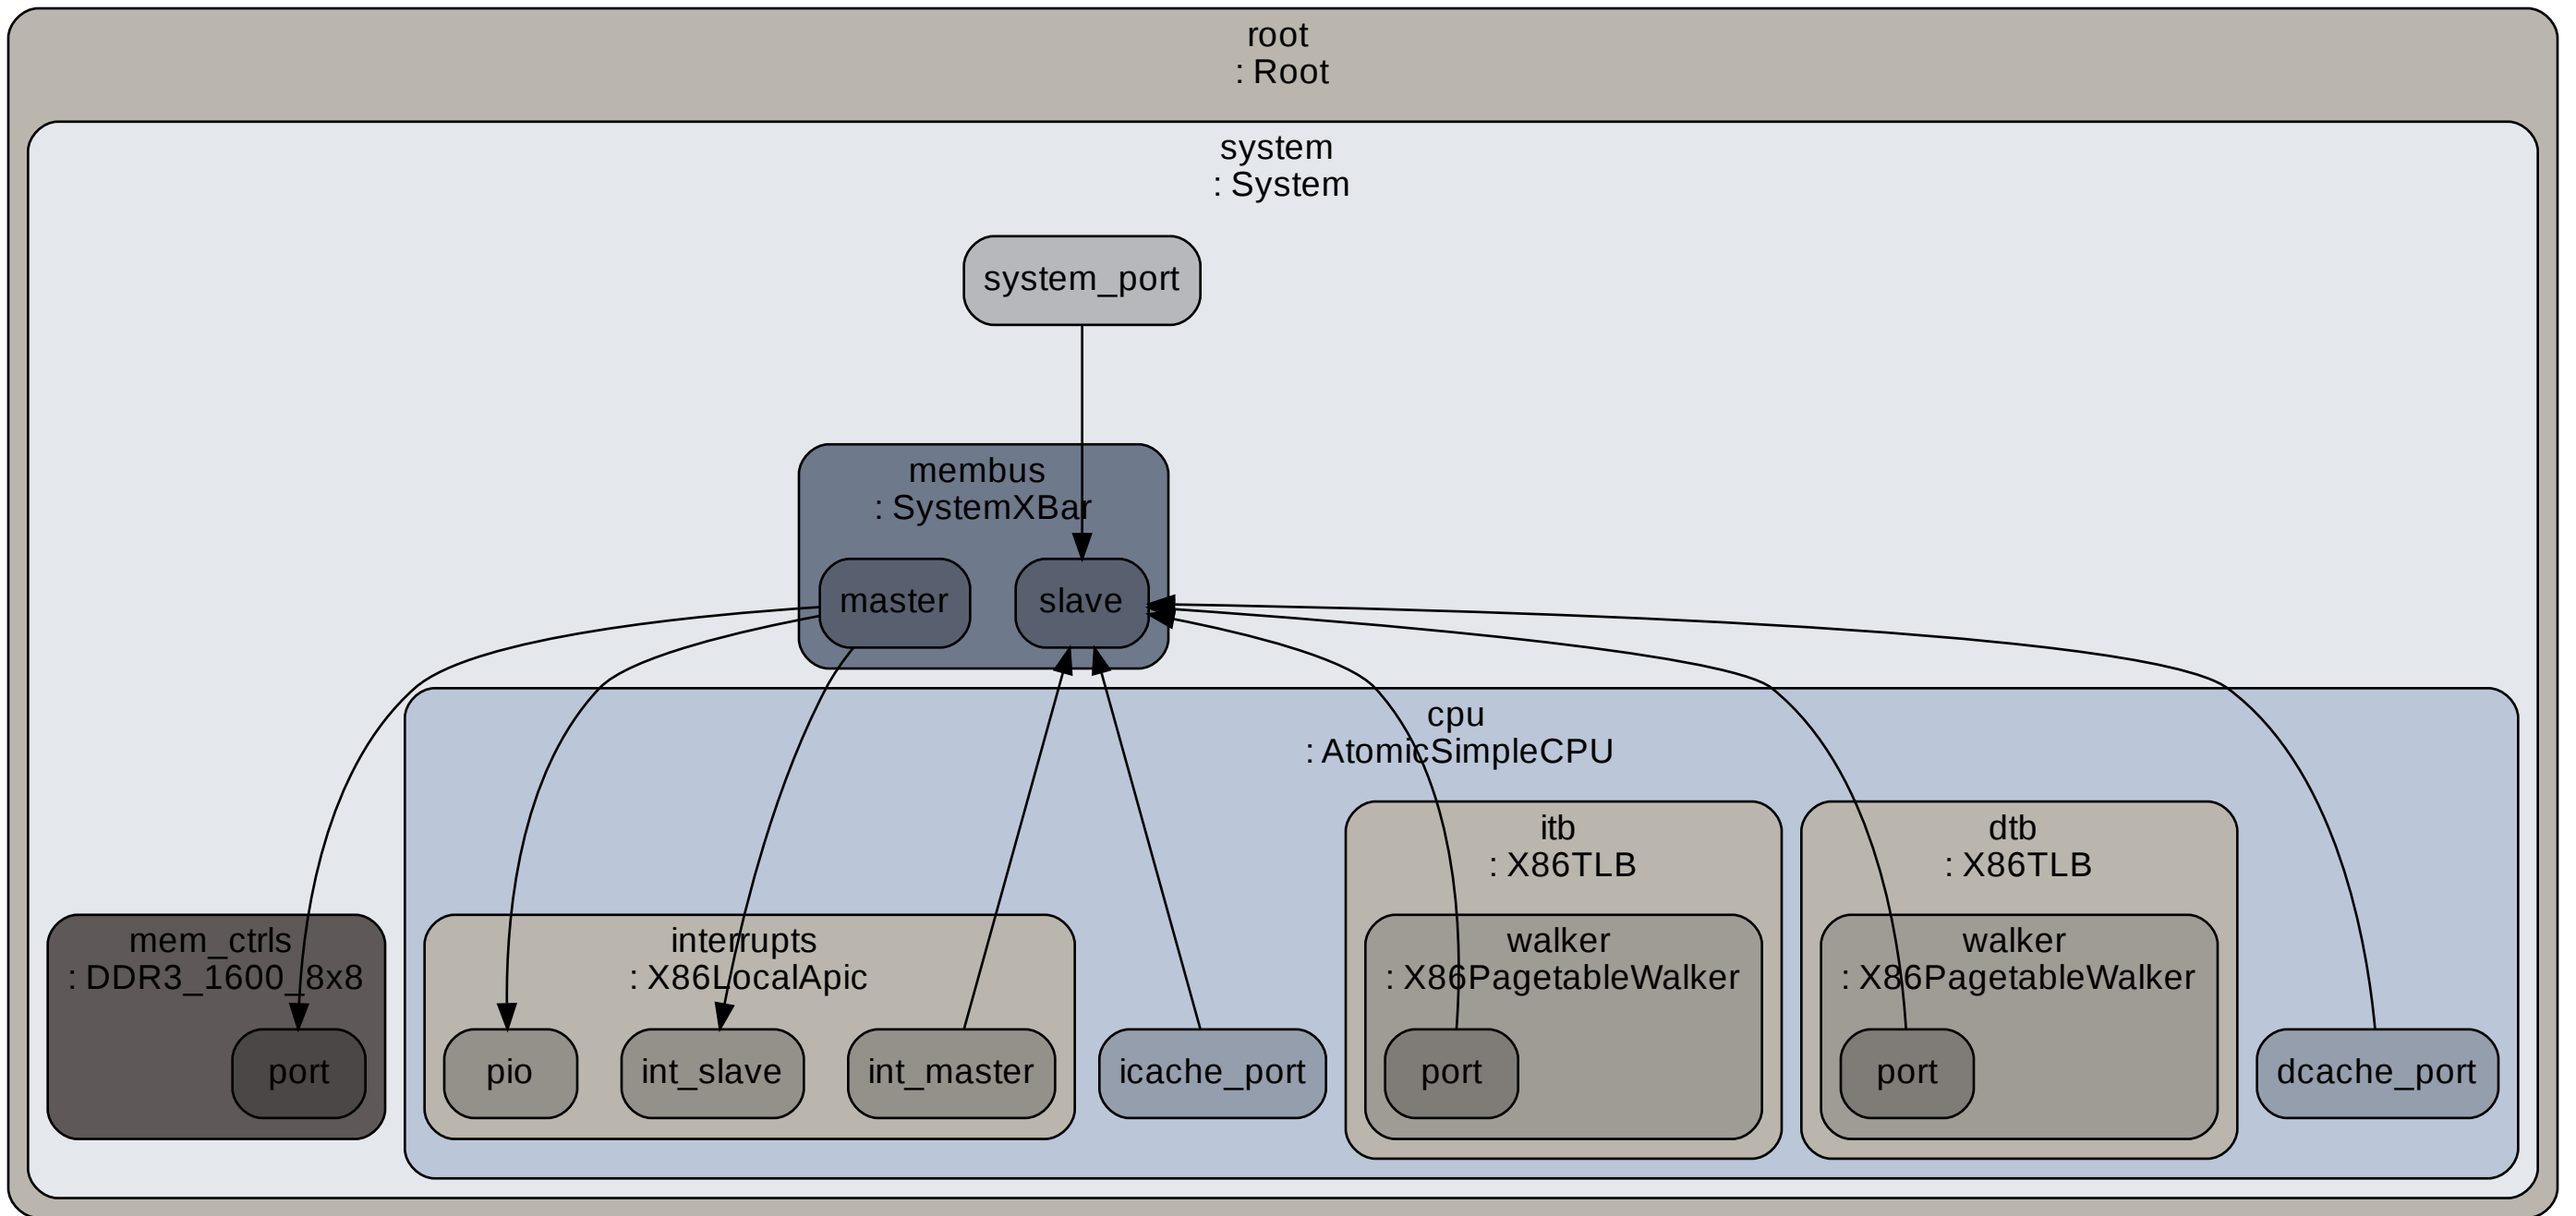 root
: Root
system
: System
system_port
membus
: SystemXBar
master
slave
cpu
: AtomicSimpleCPU
itb
: X86TLB
dtb
: X86TLB
mem_ctrls
: DDR3_1600_8x8
interrupts
: X86LocalApic
walker
: X86PagetableWalker
walker
: X86PagetableWalker
port
pio
int_slave
int_master
icache_port
port
port
dcache_port